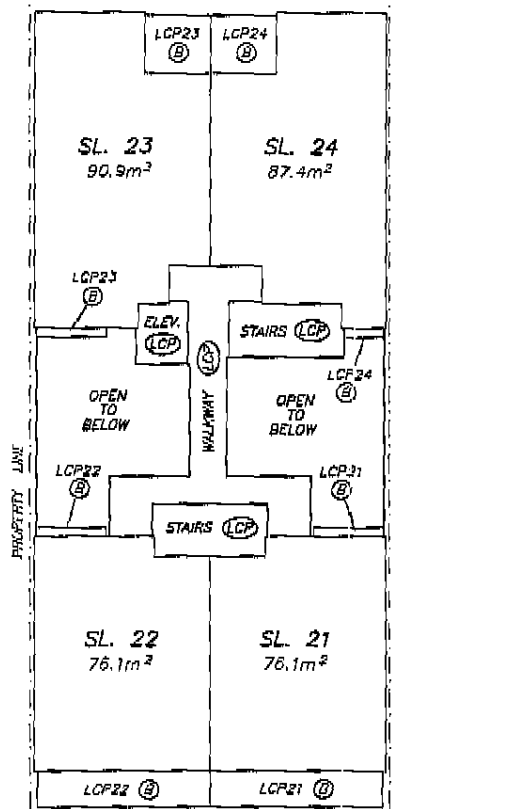 LCP23
B
LCP24
B
SL. 23
90.9m²
SL. 24
87.4m²
LCP23
B
ELEV.
LCP
STAIRS LCP
LCP
WALKWAY
LCP24
B
OPEN
TO
BELOW
OPEN
TO
BELOW
LCP22
B
LCP21
B
STAIRS LCP
PROPERTY LINE
SL. 22
76.1m²
SL. 21
76.1m²
LCP22 B
LCP21 B